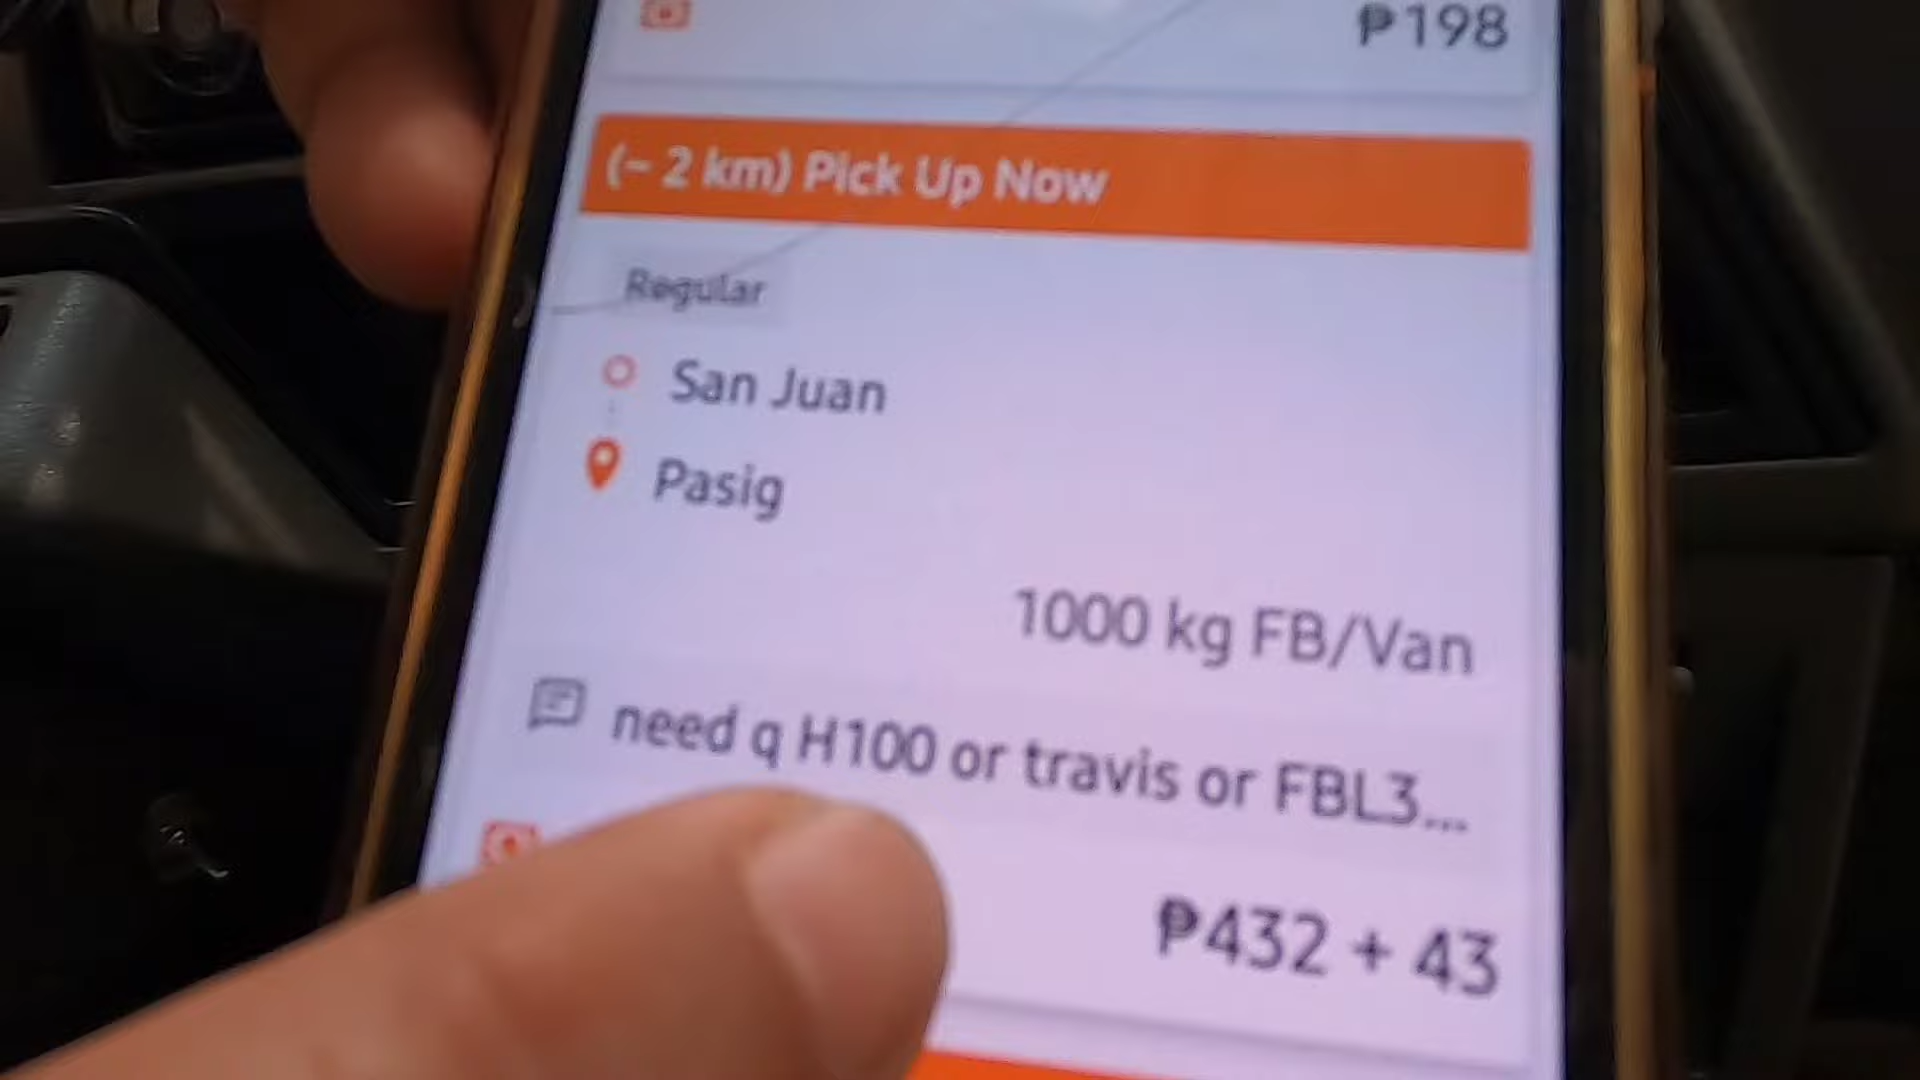 ₱198
(~ 2 km) Pick Up Now
Regular
San Juan
Pasig
1000 kg FB/Van
need q H100 or travis or FBL3...
₱432 + 43